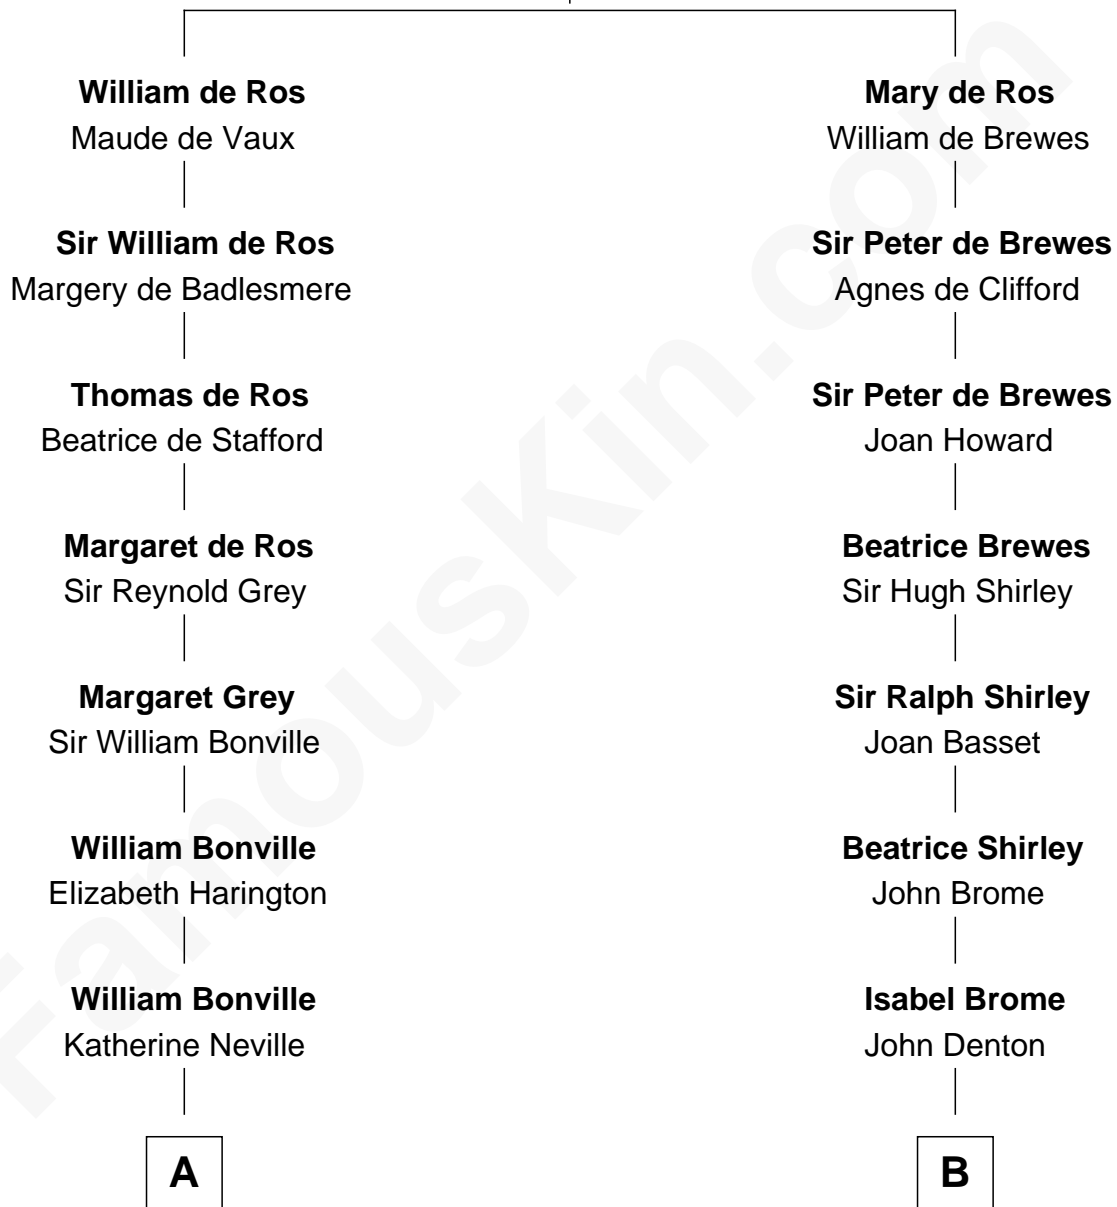 William de Ros
Maude de Vaux
Sir William de Ros
Margery de Badlesmere
Thomas de Ros
Beatrice de Stafford
Margaret de Ros
Sir Reynold Grey
Margaret Grey
Sir William Bonville
William Bonville
Elizabeth Harington
William Bonville
Katherine Neville
A
Mary de Ros
William de Brewes
Sir Peter de Brewes
Agnes de Clifford
Sir Peter de Brewes
Joan Howard
Beatrice Brewes
Sir Hugh Shirley
Sir Ralph Shirley
Joan Basset
Beatrice Shirley
John Brome
Isabel Brome
John Denton
B
FamousKin.com